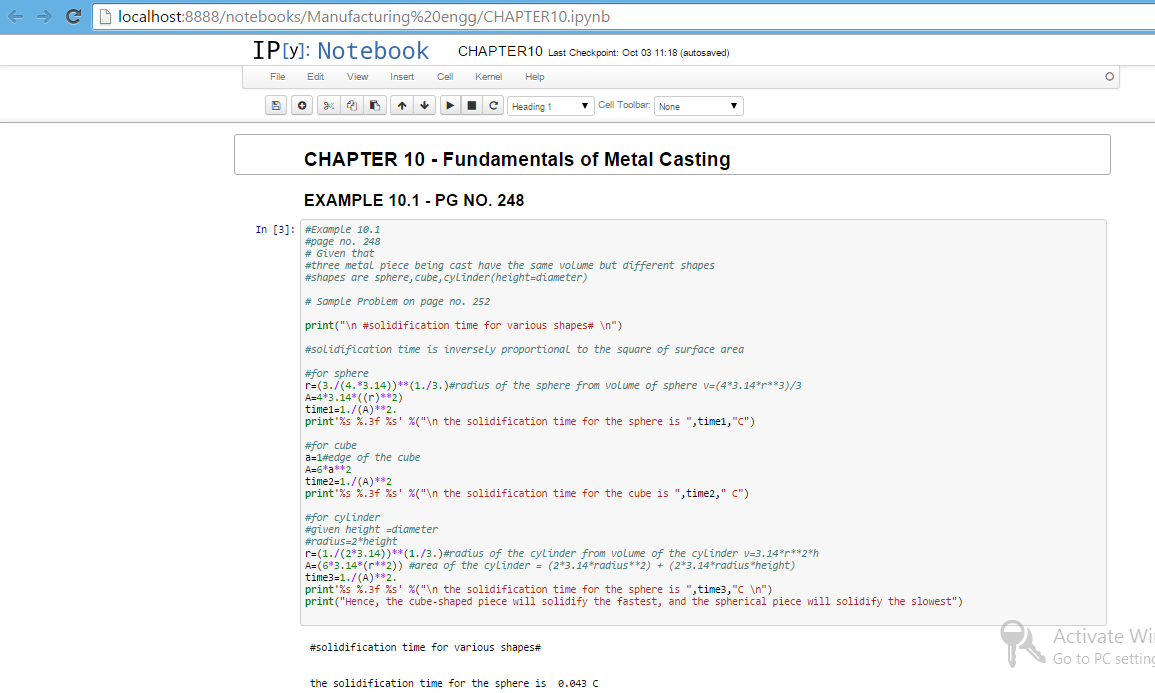 localhost:8888/notebooks/Manufacturing%20engg/CHAPTER10.ipynb
IP[y]: Notebook CHAPTER10 Last Checkpoint: Oct 03 11:18 (autosaved)
File Edit View Insert Cell Kernel Help
Heading 1 Cell Toolbar: None
CHAPTER 10 - Fundamentals of Metal Casting
EXAMPLE 10.1 - PG NO. 248
In [3]: #Example 10.1
#page no. 248
# Given that
#three metal piece being cast have the same volume but different shapes
#shapes are sphere,cube,cylinder(height=diameter)
# Sample Problem on page no. 252
print("\n #solidification time for various shapes# \n")
#solidification time is inversely proportional to the square of surface area
#for sphere
r=(3./(4.*3.14))**(1./3.)#radius of the sphere from volume of sphere v=(4*3.14*r**3)/3
A=4*3.14*((r)**2)
time1=1./(A)**2.
print'%s %.3f %s' %("\n the solidification time for the sphere is ",time1,"C")
#for cube
a=1#edge of the cube
A=6*a**2
time2=1./(A)**2
print'%s %.3f %s' %("\n the solidification time for the cube is ",time2," C")
#for cylinder
#given height =diameter
#radius=2*height
r=(1./(2*3.14))**(1./3.)#radius of the cylinder from volume of the cylinder v=3.14*r**2*h
A=(6*3.14*(r**2)) #area of the cylinder = (2*3.14*radius**2) + (2*3.14*radius*height)
time3=1./(A)**2.
print'%s %.3f %s' %("\n the solidification time for the sphere is ",time3,"C \n")
print("Hence, the cube-shaped piece will solidify the fastest, and the spherical piece will solidify the slowest")
#solidification time for various shapes#
the solidification time for the sphere is  0.043 C
Activate Wi
Go to PC setting